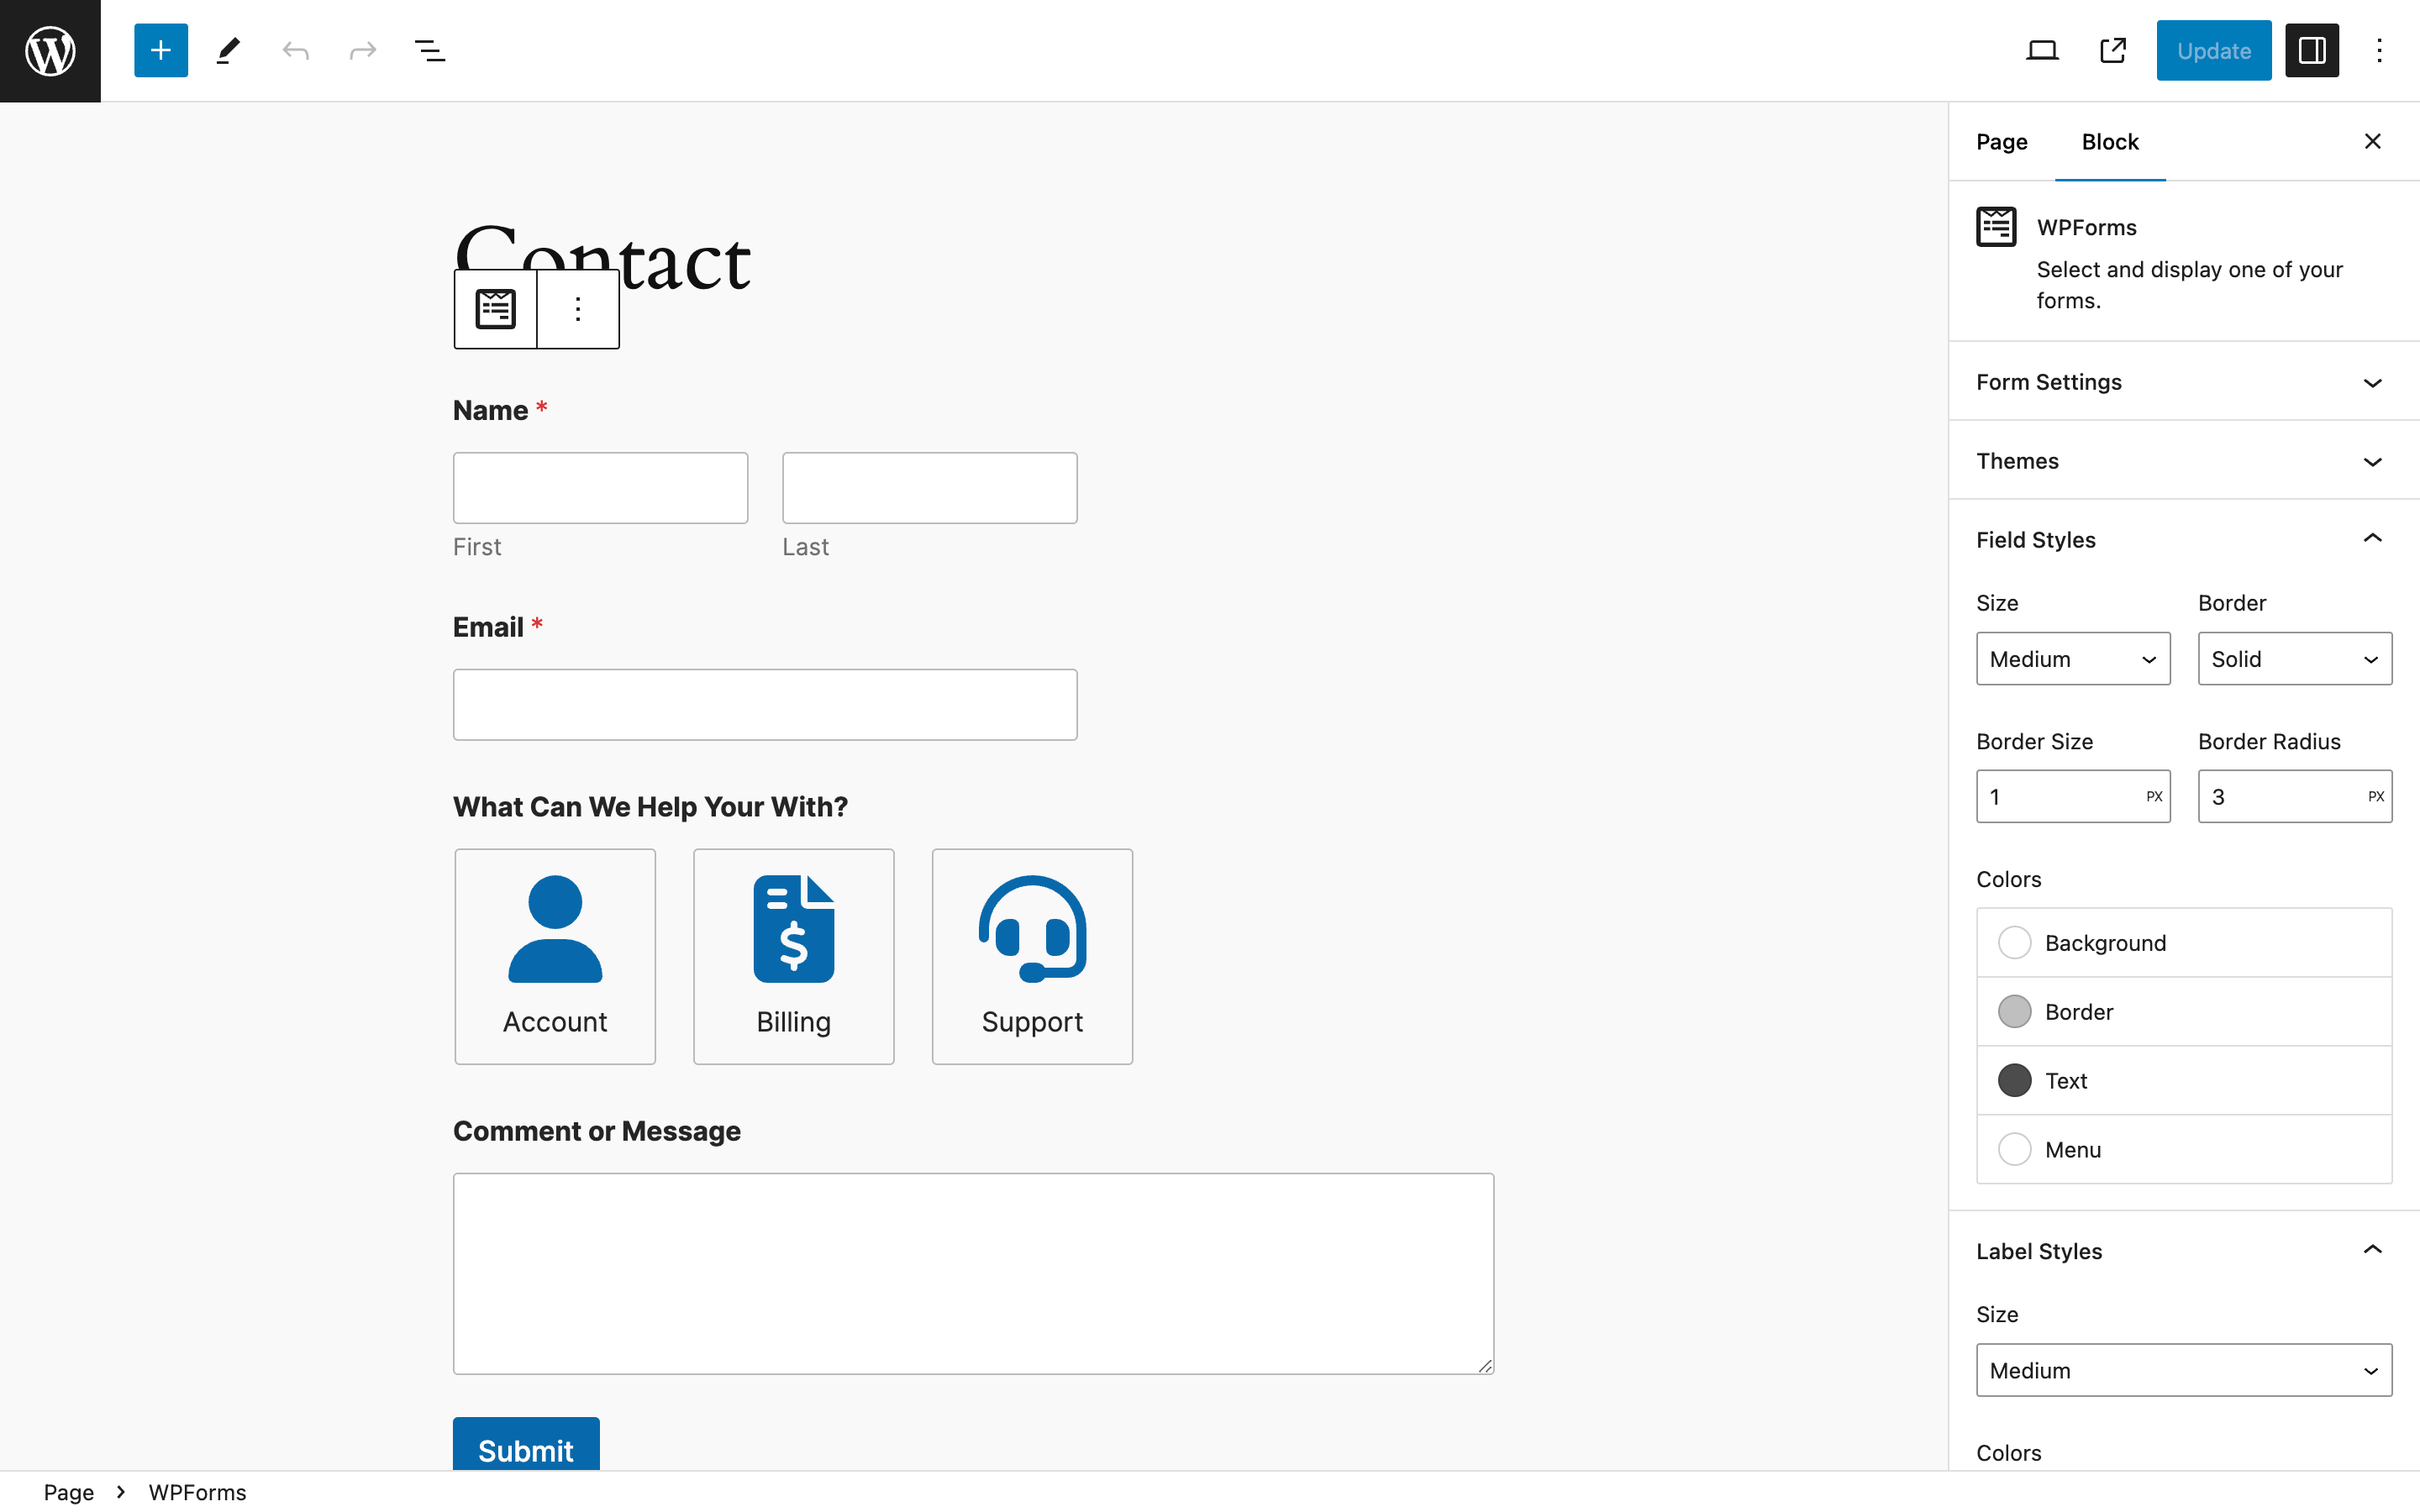 Update
Page
Block
WPForms
Select and display one of your
forms.
Form Settings
Themes
Field Styles
Size
Border
Medium
Solid
Border Size
Border Radius
1 PX
3 PX
Colors
Background
Border
Text
Menu
Label Styles
Size
Medium
Colors
Contact
Name *
First
Last
Email *
What Can We Help Your With?
$
Account
Billing
Support
Comment or Message
Submit
Page > WPForms